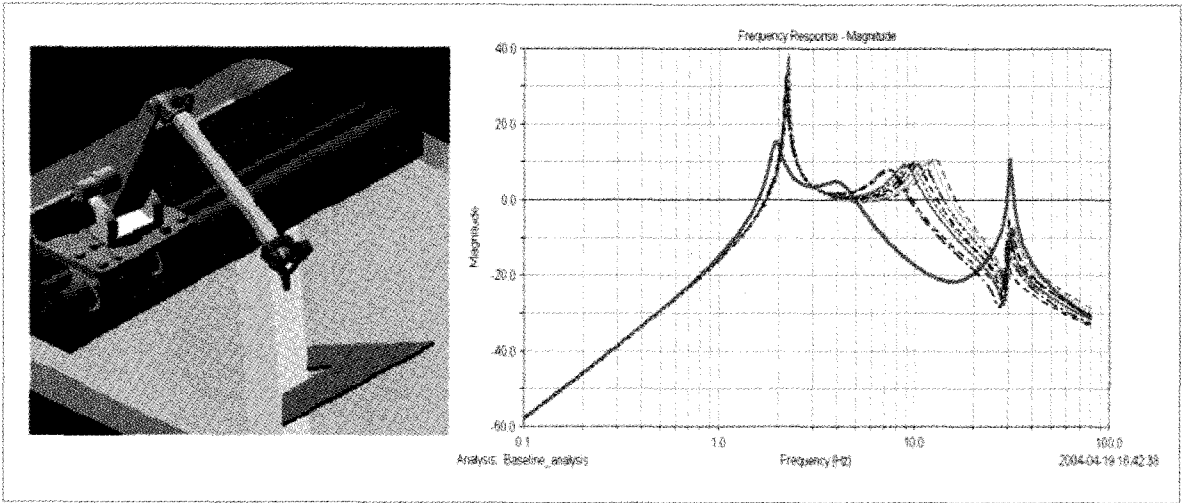 Frequency Response - Magnitude
40.0
20.0
0.0
-20.0
-40.0
-60.0
Magnitude
0.1 1.0 10.0 100.0
Analysis: Baseline_analysis Frequency (Hz) 2004-04-19 16:42:38